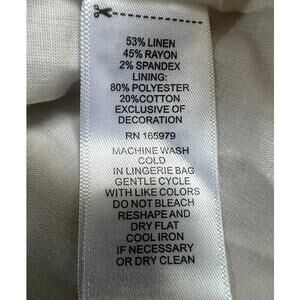 53% LINEN
45% RAYON
2% SPANDEX
LINING:
80% POLYESTER
20%COTTON
EXCLUSIVE OF
DECORATION
RN 165979
MACHINE WASH
COLD
IN LINGERIE BAG
GENTLE CYCLE
WITH LIKE COLORS
DO NOT BLEACH
RESHAPE AND
DRY FLAT
COOL IRON
IF NECESSARY
OR DRY CLEAN